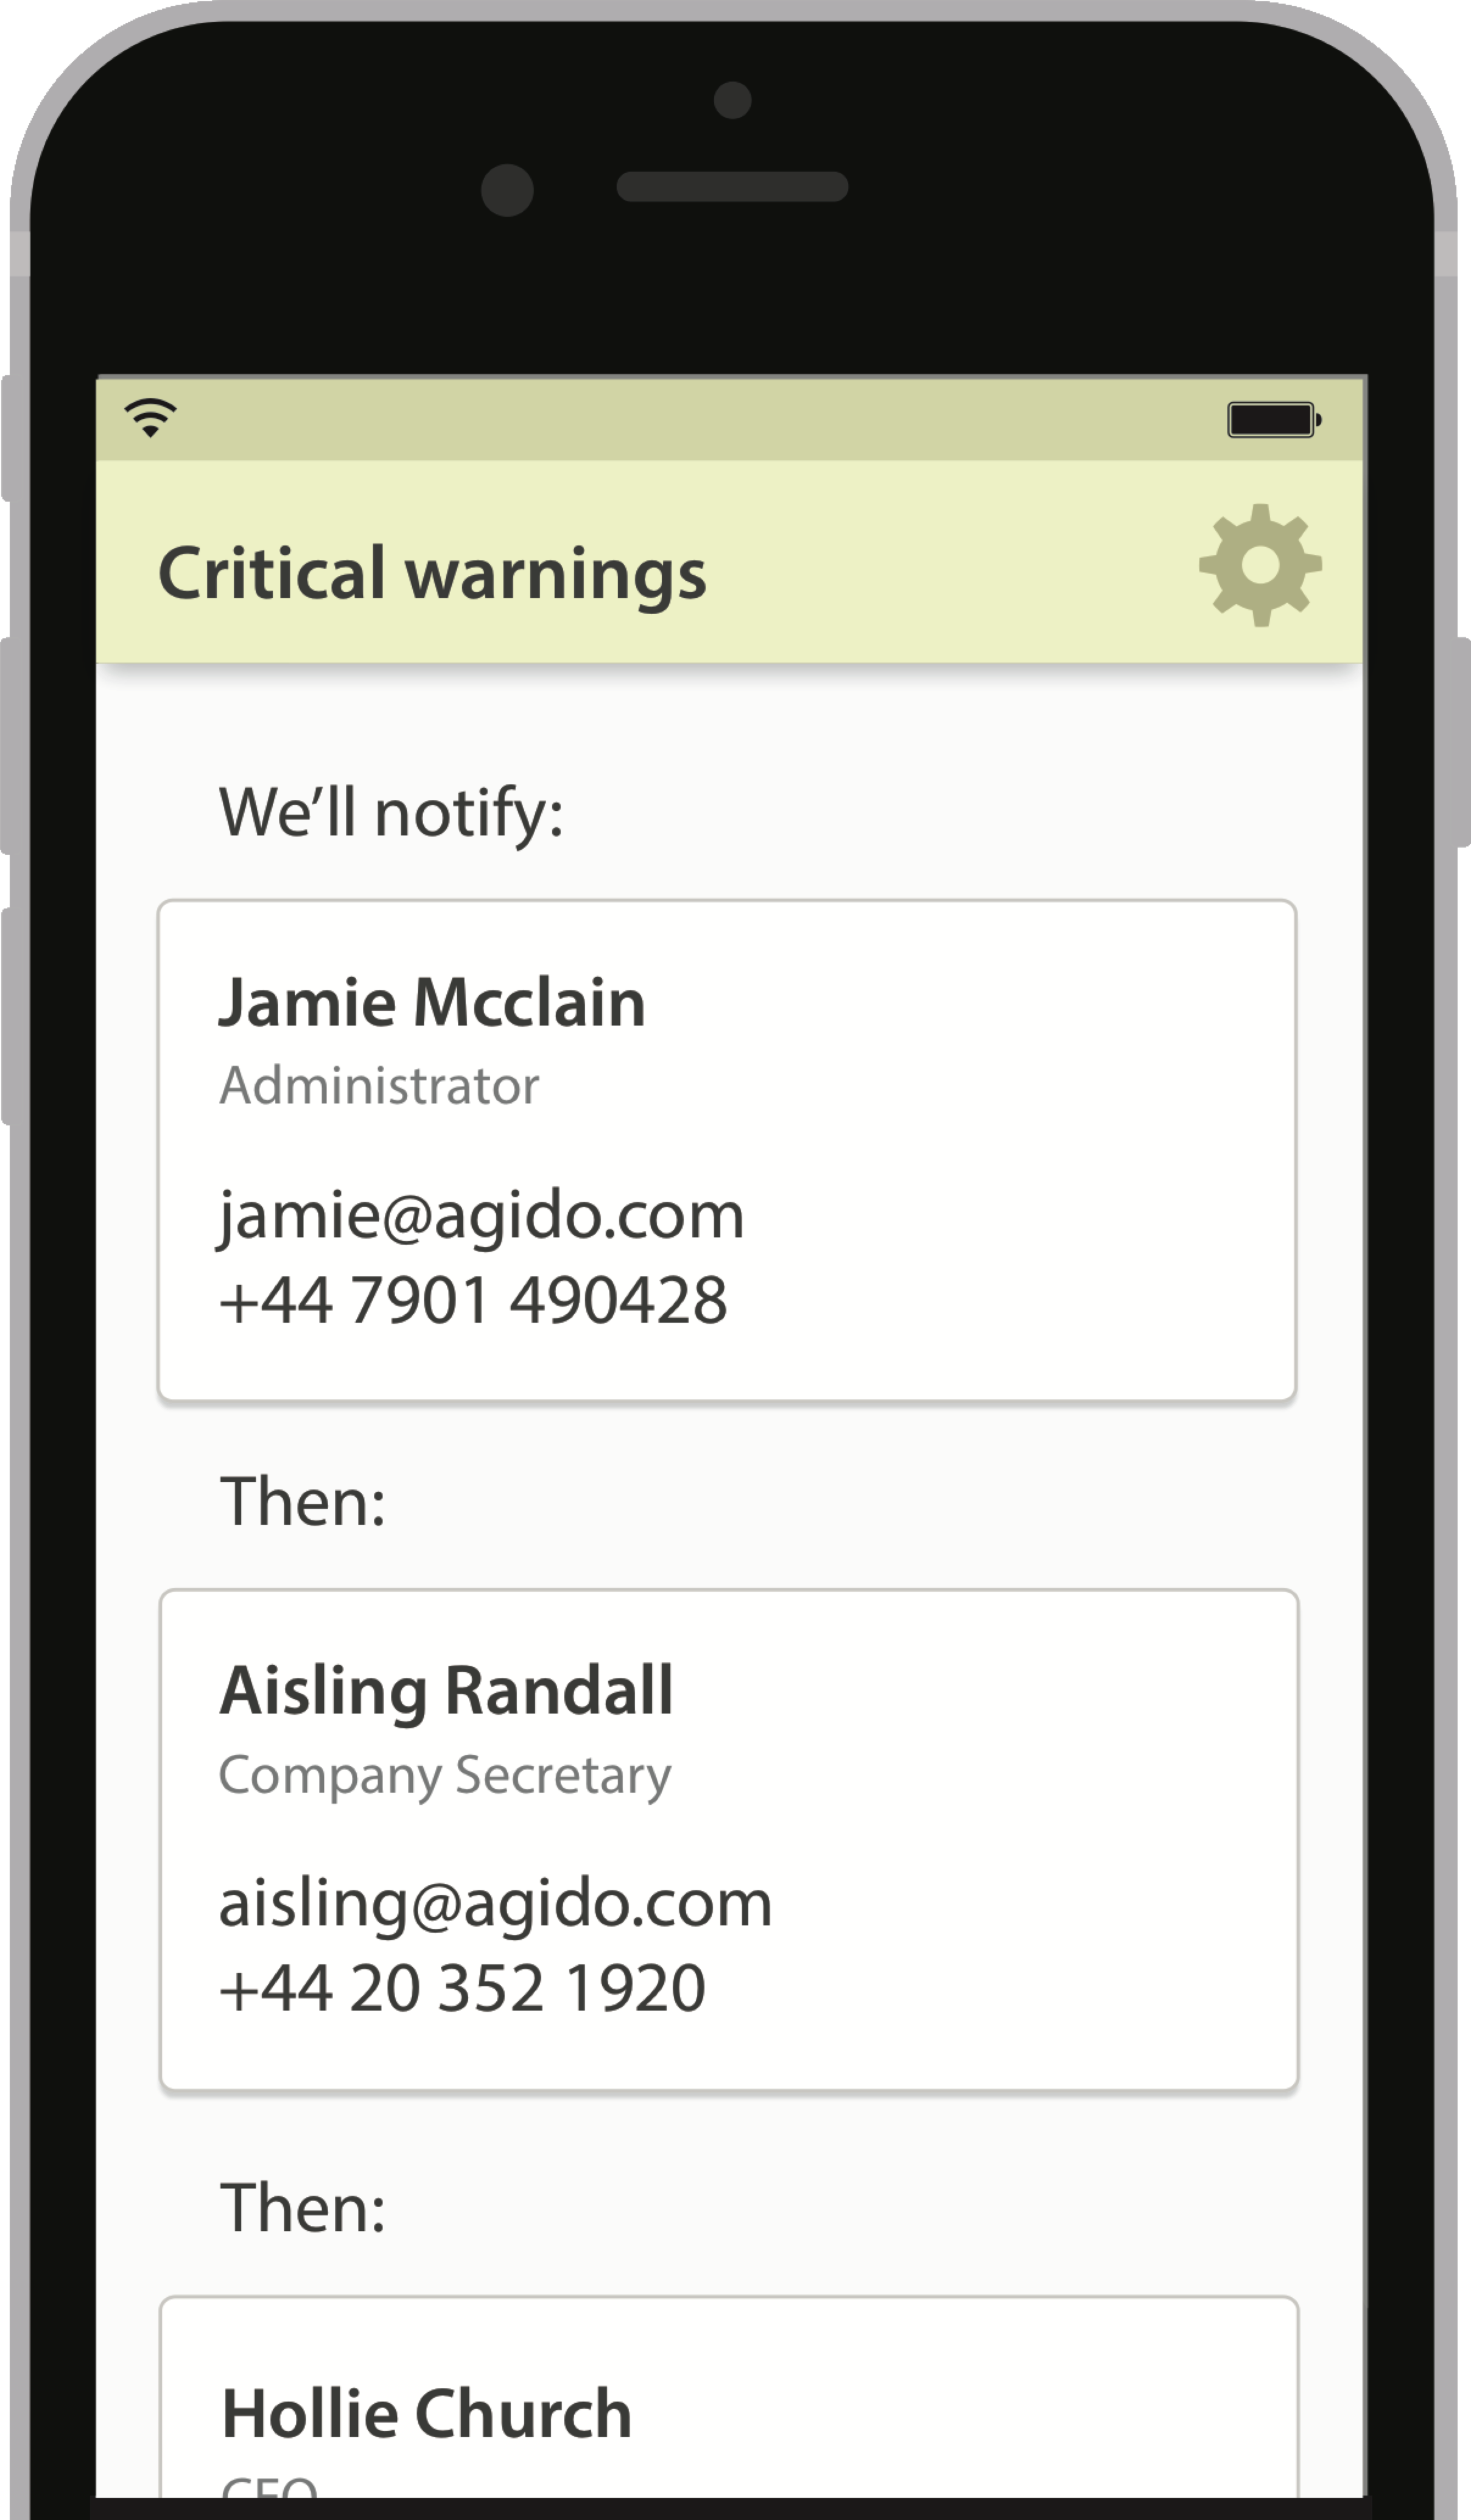 Critical warnings
We’ll notify:
Jamie Mcclain
Administrator
jamie@agido.com
+44 7901 490428
Then:
Aisling Randall
Company Secretary
aisling@agido.com
+44 20 352 1920
Then:
Hollie Church